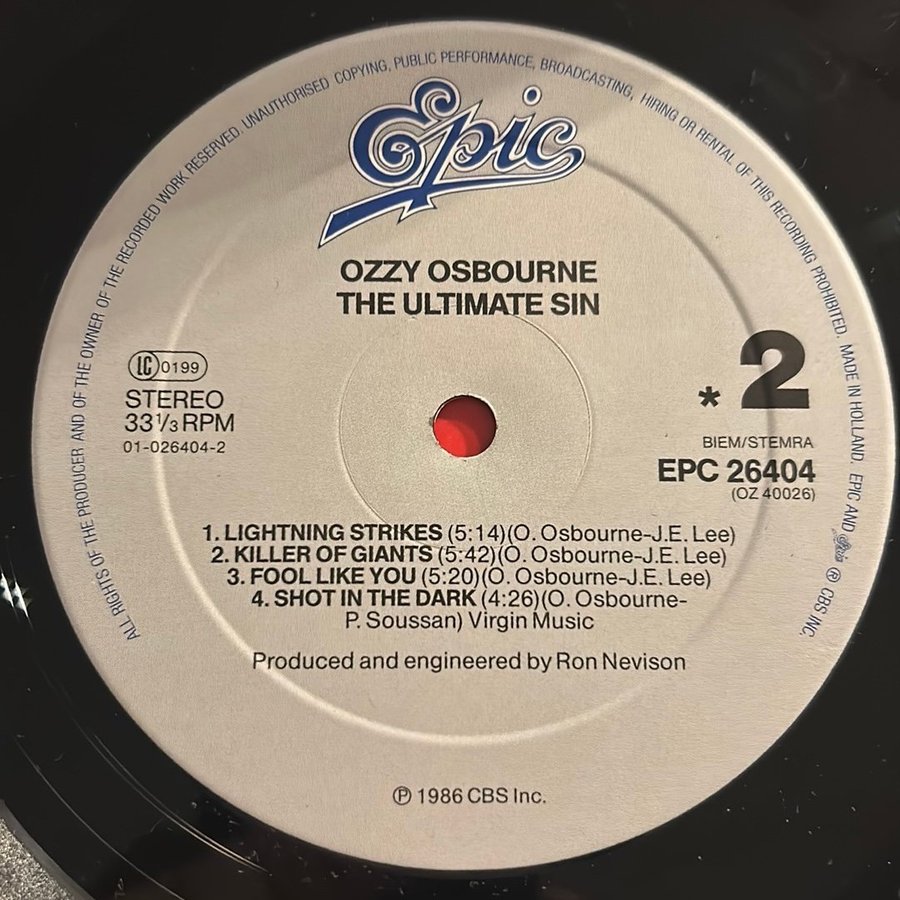 ALL RIGHTS OF THE PRODUCER AND OF THE OWNER OF THE RECORDED WORK RESERVED. UNAUTHORISED COPYING, PUBLIC PERFORMANCE, BROADCASTING, HIRING OR RENTAL OF THIS RECORDING PROHIBITED. MADE IN HOLLAND. EPIC AND Epic ® CBS INC.
Epic
OZZY OSBOURNE
THE ULTIMATE SIN
LC 0199
STEREO
33⅓ RPM
01-026404-2
* 2
BIEM/STEMRA
EPC 26404
(OZ 40026)
1. LIGHTNING STRIKES (5:14)(O. Osbourne-J.E. Lee)
2. KILLER OF GIANTS (5:42)(O. Osbourne-J.E. Lee)
3. FOOL LIKE YOU (5:20)(O. Osbourne-J.E. Lee)
4. SHOT IN THE DARK (4:26)(O. Osbourne-
P. Soussan) Virgin Music
Produced and engineered by Ron Nevison
℗ 1986 CBS Inc.